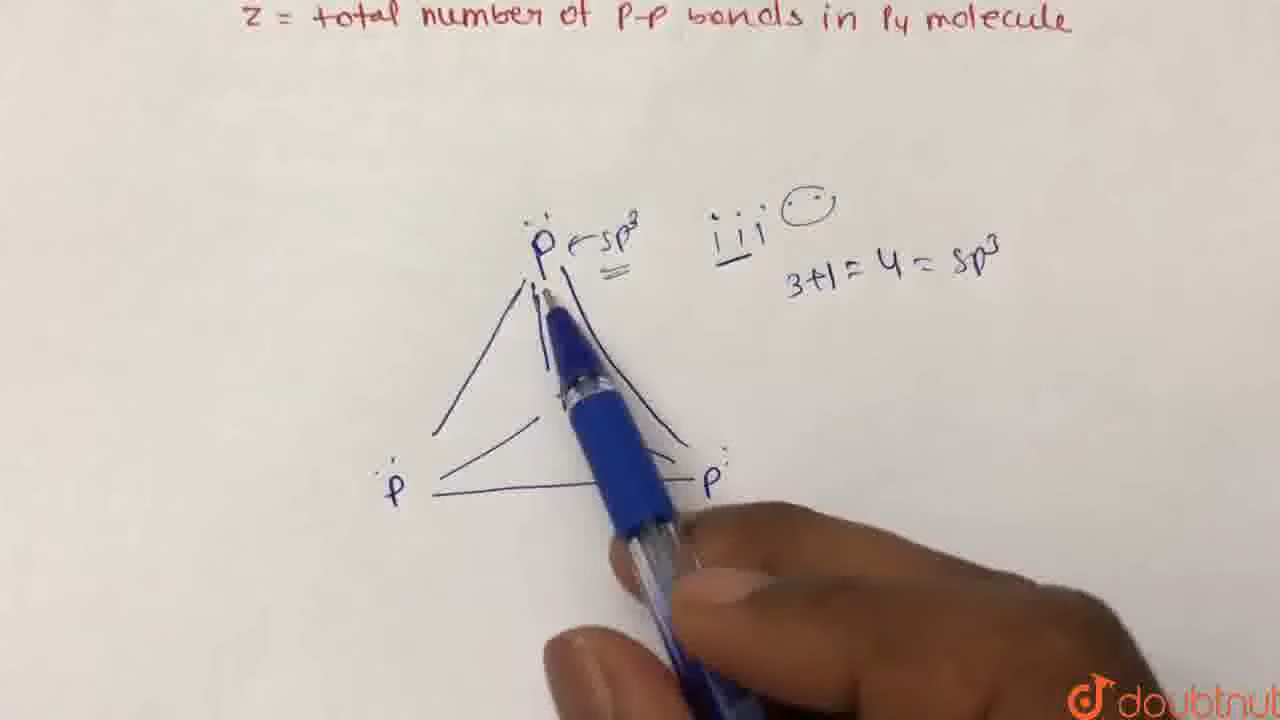 z = total number of P-P bonds in P4 molecule
P sp³
3+1 = 4 = sp³
P P
doubtnut